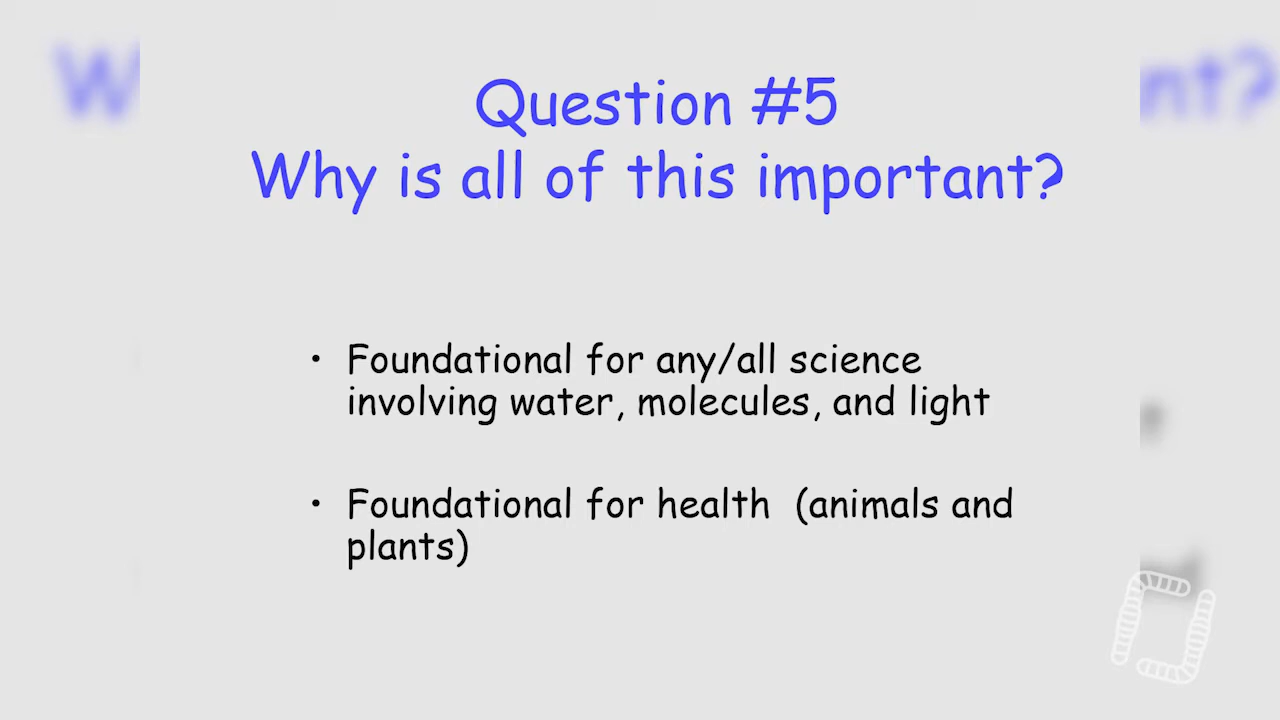 Question #5
Why is all of this important?
• Foundational for any/all science
involving water, molecules, and light
• Foundational for health  (animals and
plants)